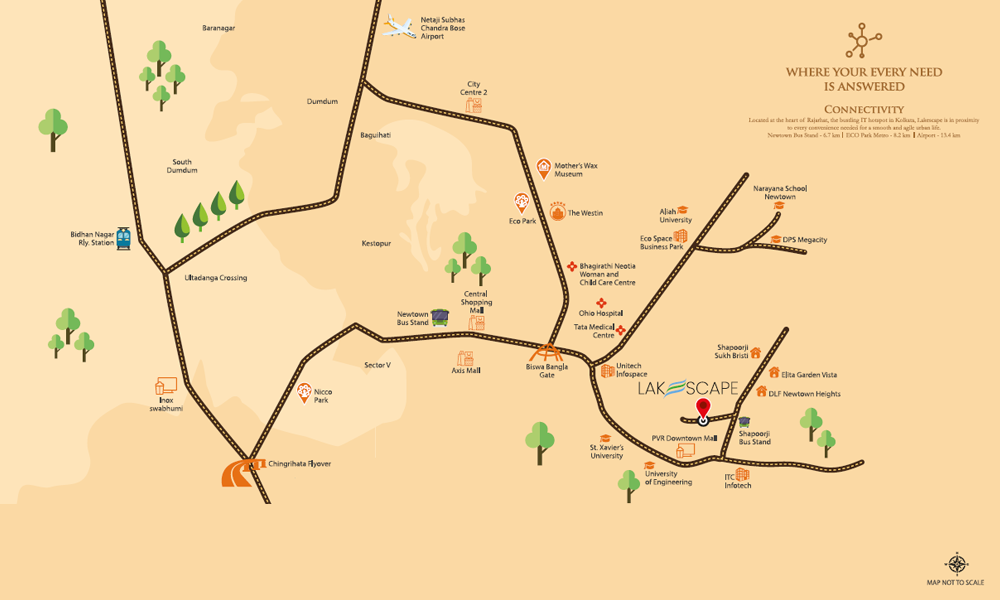 Baranagar
Netaji Subhas
Chandra Bose
Airport
WHERE YOUR EVERY NEED
IS ANSWERED
CONNECTIVITY
Located at the heart of Rajarhat, the bustling IT hotspot in Kolkata, Lakescape is in proximity
to every convenience needed for a smooth and agile urban life.
Newtown Bus Stand - 6.7 km | ECO Park Metro - 8.2 km | Airport - 13.4 km
City
Centre 2
Dumdum
Baguihati
South
Dumdum
Mother's Wax
Museum
Eco Park
The Westin
Narayana School
Newtown
Aliah
University
Eco Space
Business Park
DPS Megacity
Bidhan Nagar
Rly. Station
Kestopur
Ultadanga Crossing
Bhagirathi Neotia
Woman and
Child Care Centre
Central
Shopping
Mall
Ohio Hospital
Newtown
Bus Stand
Tata Medical
Centre
Sector V
Axis Mall
Biswa Bangla
Gate
Unitech
Infospace
Shapoorji
Sukh Bristi
Elita Garden Vista
DLF Newtown Heights
LAKESCAPE
Inox
swabhumi
Nicco
Park
PVR Downtown Mall
Shapoorji
Bus Stand
St. Xavier's
University
Chingrihata Flyover
University
of Engineering
ITC
Infotech
MAP NOT TO SCALE